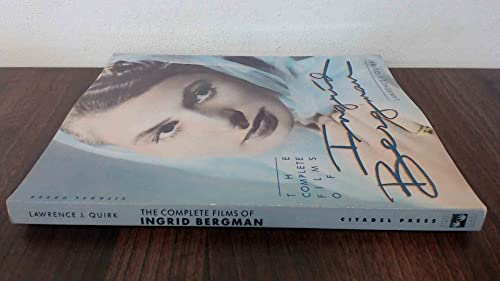 THE
COMPLETE
FILMS
OF
Ingrid
Bergman
LAWRENCE J. QUIRK
THE COMPLETE FILMS OF
INGRID BERGMAN
CITADEL PRESS